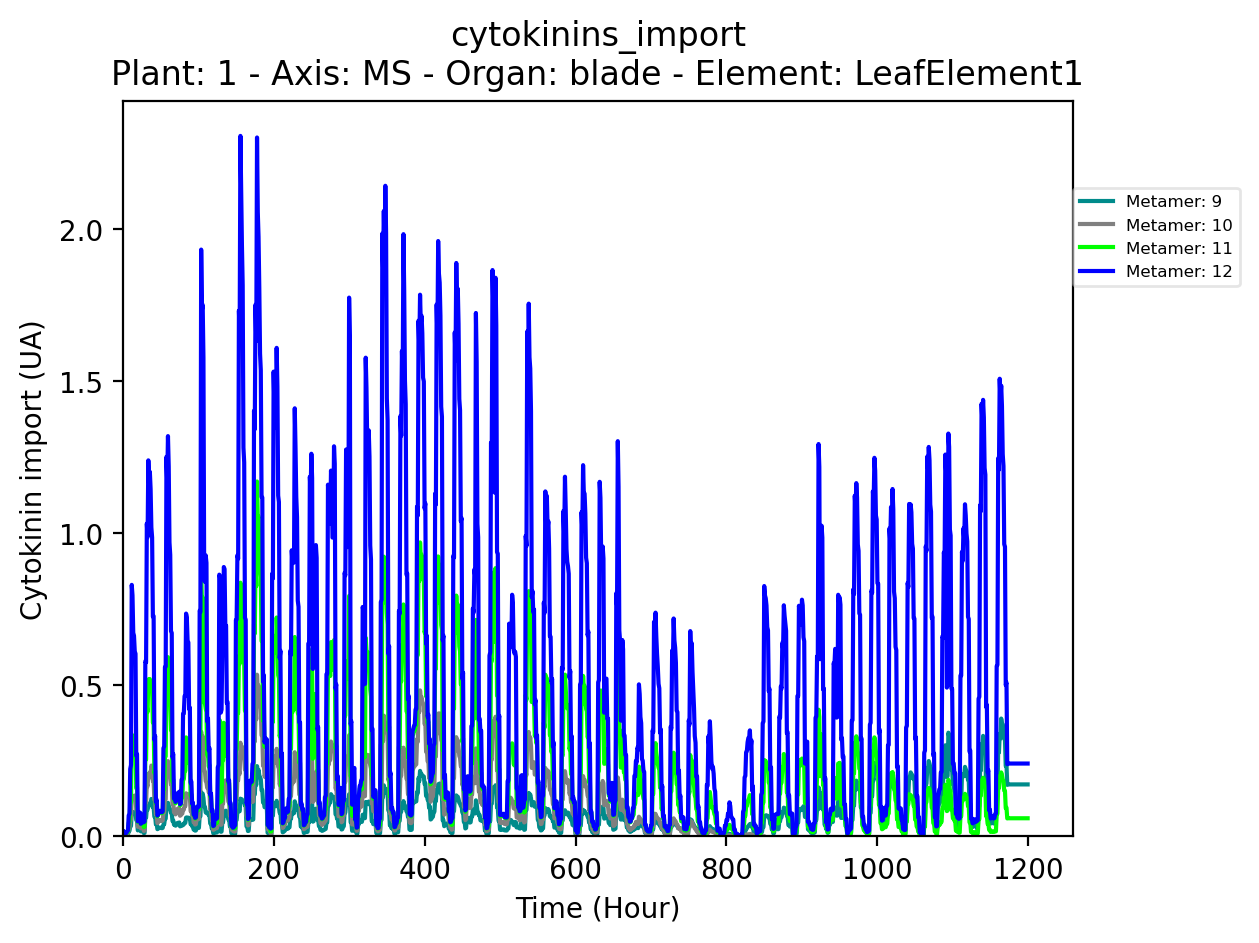 cytokinins_import
Plant: 1 - Axis: MS - Organ: blade - Element: LeafElement1
Cytokinin import (UA)
2.0
1.5
1.0
0.5
0.0
0 200 400 600 800 1000 1200
Time (Hour)
Metamer: 9
Metamer: 10
Metamer: 11
Metamer: 12